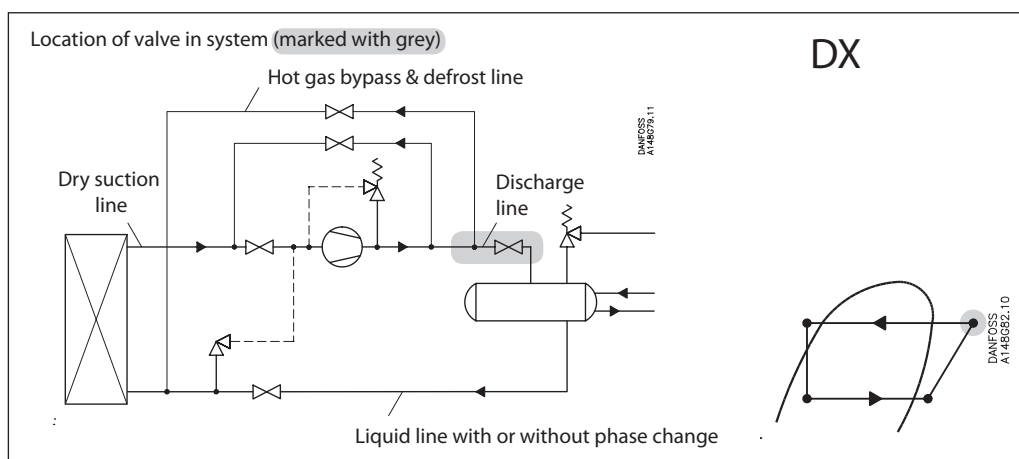 Location of valve in system (marked with grey)
DX
Hot gas bypass & defrost line
DANFOSS
A148G79.11
Dry suction
line
Discharge
line
DANFOSS
A148G82.10
Liquid line with or without phase change